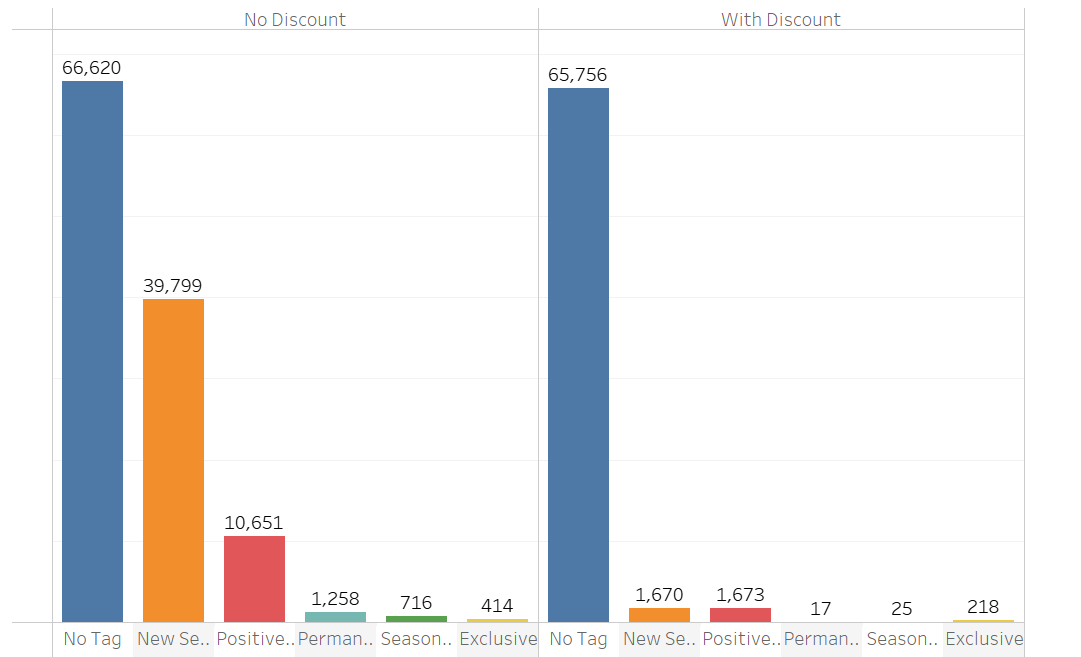 No Discount
With Discount
66,620
39,799
10,651
1,258
716
414
65,756
1,670
1,673
17
25
218
No Tag
New Se..
Positive..
Perman..
Season..
Exclusive
No Tag
New Se..
Positive..
Perman..
Season..
Exclusive